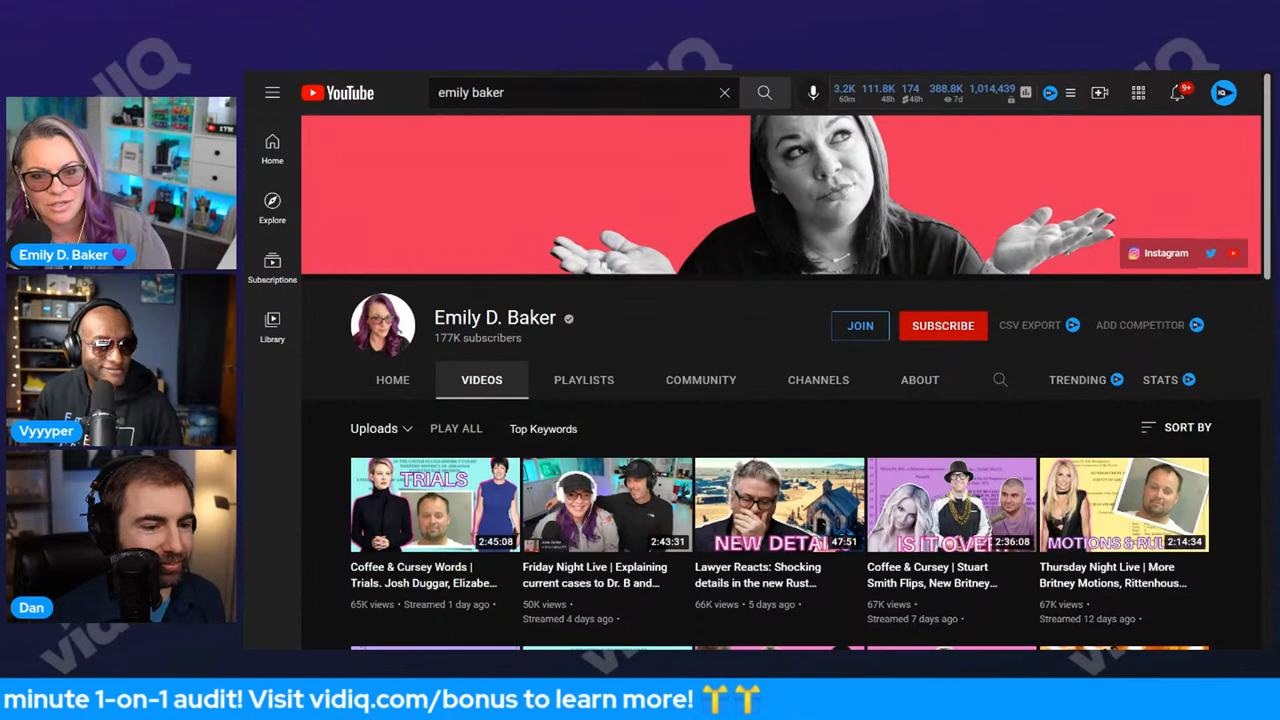 vidIQ
YouTube
emily baker
3.2K 111.8K 174 388.8K 1,014,439
60m 48h 48h 7d
9+
IQ
Home
Explore
Subscriptions
Library
Instagram
Emily D. Baker
177K subscribers
JOIN
SUBSCRIBE
CSV EXPORT
ADD COMPETITOR
HOME
VIDEOS
PLAYLISTS
COMMUNITY
CHANNELS
ABOUT
TRENDING
STATS
Uploads
PLAY ALL
Top Keywords
SORT BY
TRIALS
2:45:08
Coffee & Cursey Words |
Trials. Josh Duggar, Elizabe...
65K views • Streamed 1 day ago •
2:43:31
Friday Night Live | Explaining
current cases to Dr. B and...
50K views •
Streamed 4 days ago •
NEW DETAI
47:51
Lawyer Reacts: Shocking
details in the new Rust...
66K views • 5 days ago •
IS IT OVER
2:36:08
Coffee & Cursey | Stuart
Smith Flips, New Britney...
67K views •
Streamed 7 days ago •
MOTIONS & RUL
2:14:34
Thursday Night Live | More
Britney Motions, Rittenhous...
67K views •
Streamed 12 days ago •
Emily D. Baker 💜
Vyyyper
Dan
minute 1-on-1 audit! Visit vidiq.com/bonus to learn more!